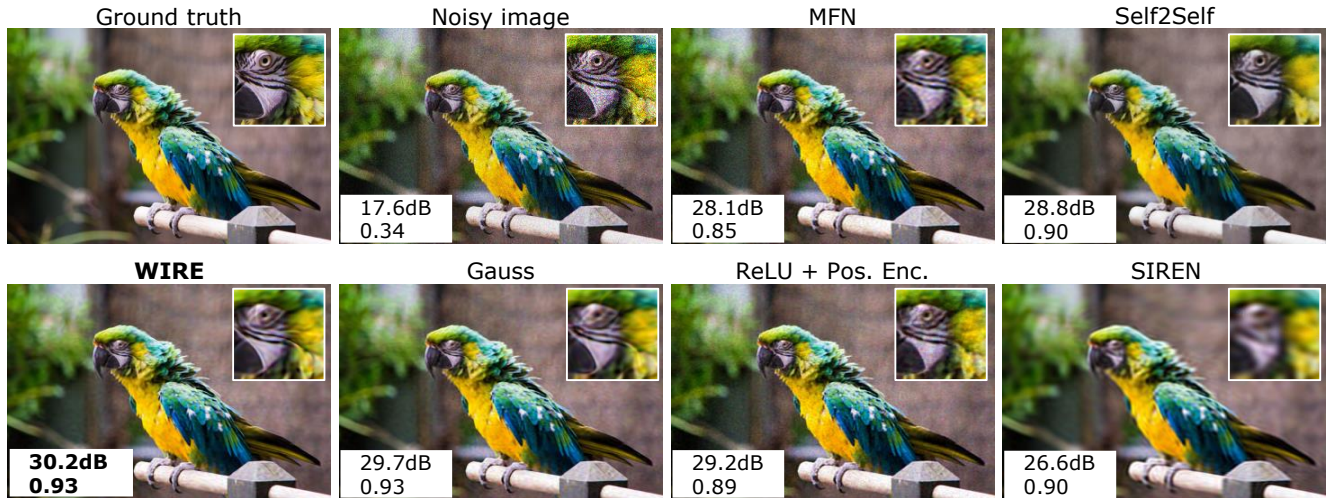 Ground truth
Noisy image
MFN
Self2Self
17.6dB
0.34
28.1dB
0.85
28.8dB
0.90
WIRE
Gauss
ReLU + Pos. Enc.
SIREN
30.2dB
0.93
29.7dB
0.93
29.2dB
0.89
26.6dB
0.90